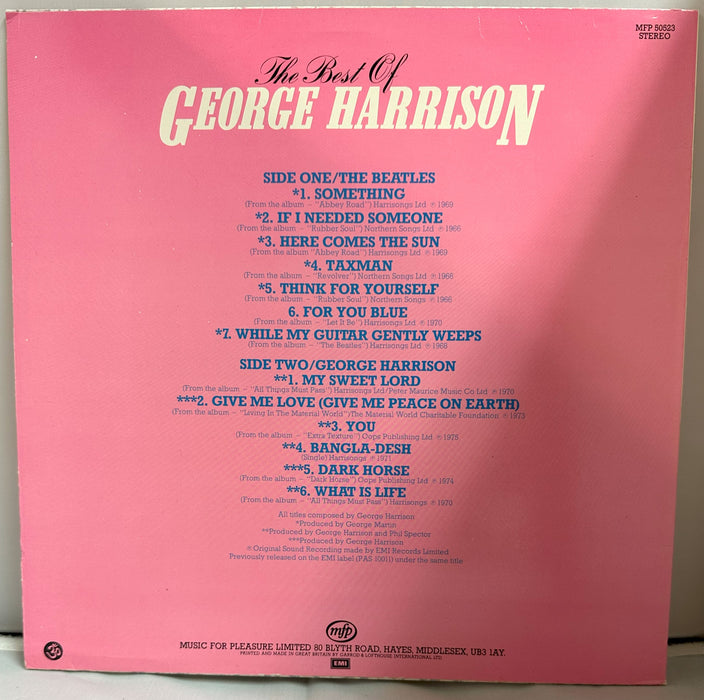 MFP 50523
STEREO
The Best Of
GEORGE HARRISON
SIDE ONE/THE BEATLES
*1. SOMETHING
(From the album – "Abbey Road") Harrisongs Ltd ℗ 1969
*2. IF I NEEDED SOMEONE
(From the album – "Rubber Soul") Northern Songs Ltd ℗ 1966
*3. HERE COMES THE SUN
(From the album – "Abbey Road") Harrisongs Ltd ℗ 1969
*4. TAXMAN
(From the album – "Revolver") Northern Songs Ltd ℗ 1966
*5. THINK FOR YOURSELF
(From the album – "Rubber Soul") Northern Songs ℗ 1966
6. FOR YOU BLUE
(From the album – "Let It Be") Harrisongs Ltd ℗ 1970
*7. WHILE MY GUITAR GENTLY WEEPS
(From the album – "The Beatles") Harrisongs Ltd ℗ 1968
SIDE TWO/GEORGE HARRISON
**1. MY SWEET LORD
(From the album – "All Things Must Pass") Harrisongs Ltd/Peter Maurice Music Co Ltd ℗ 1970
***2. GIVE ME LOVE (GIVE ME PEACE ON EARTH)
(From the album – "Living In The Material World") The Material World Charitable Foundation ℗ 1973
**3. YOU
(From the album – "Extra Texture") Oops Publishing Ltd ℗ 1975
**4. BANGLA-DESH
(Single) Harrisongs ℗ 1971
***5. DARK HORSE
(From the album – "Dark Horse") Oops Publishing Ltd ℗ 1974
**6. WHAT IS LIFE
(From the album – "All Things Must Pass") Harrisongs ℗ 1970
All titles composed by George Harrison
*Produced by George Martin
**Produced by George Harrison and Phil Spector
***Produced by George Harrison
℗ Original Sound Recording made by EMI Records Limited
Previously released on the EMI label (PAS 10011) under the same title
mfp
MUSIC FOR PLEASURE LIMITED 80 BLYTH ROAD, HAYES, MIDDLESEX, UB3 1AY.
PRINTED AND MADE IN GREAT BRITAIN BY GARROD & LOFTHOUSE INTERNATIONAL LTD.
EMI